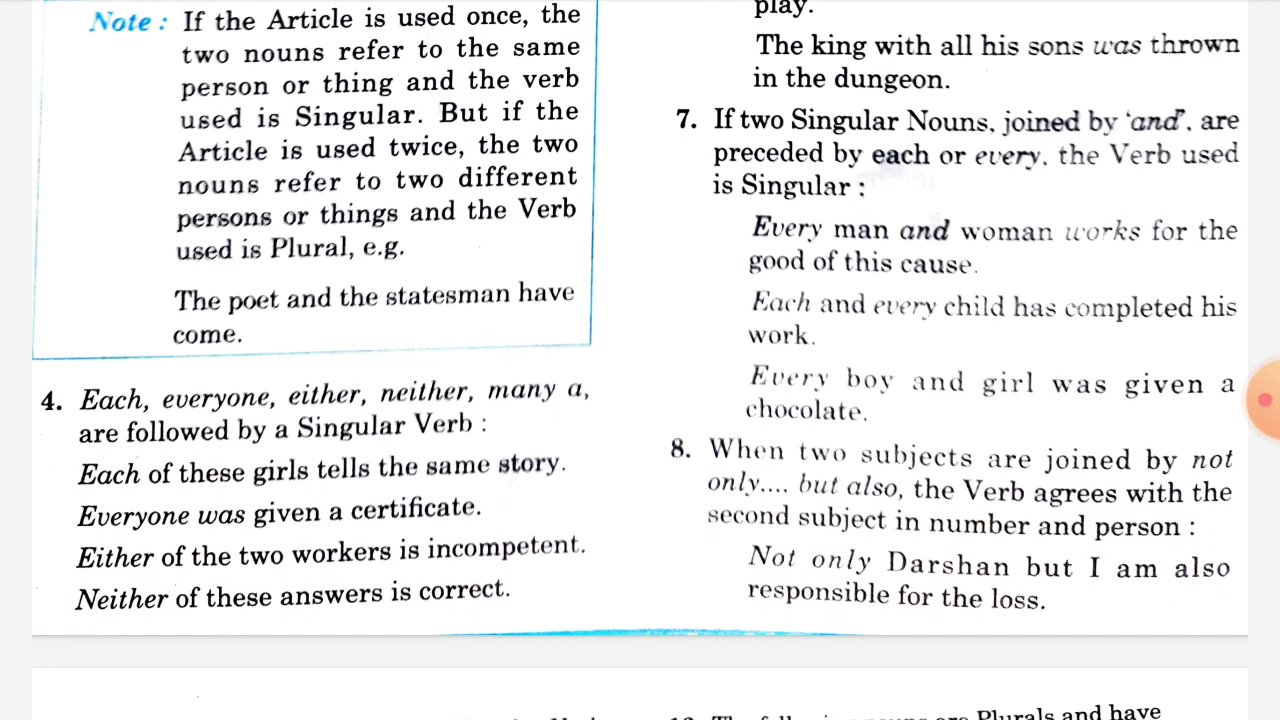 Note : If the Article is used once, the
two nouns refer to the same
person or thing and the verb
used is Singular. But if the
Article is used twice, the two
nouns refer to two different
persons or things and the Verb
used is Plural, e.g.
The poet and the statesman have
come.
4. Each, everyone, either, neither, many a,
are followed by a Singular Verb :
Each of these girls tells the same story.
Everyone was given a certificate.
Either of the two workers is incompetent.
Neither of these answers is correct.
play.
The king with all his sons was thrown
in the dungeon.
7. If two Singular Nouns, joined by 'and', are
preceded by each or every, the Verb used
is Singular :
Every man and woman works for the
good of this cause.
Each and every child has completed his
work.
Every boy and girl was given a
chocolate.
8. When two subjects are joined by not
only.... but also, the Verb agrees with the
second subject in number and person :
Not only Darshan but I am also
responsible for the loss.
Plurals and have